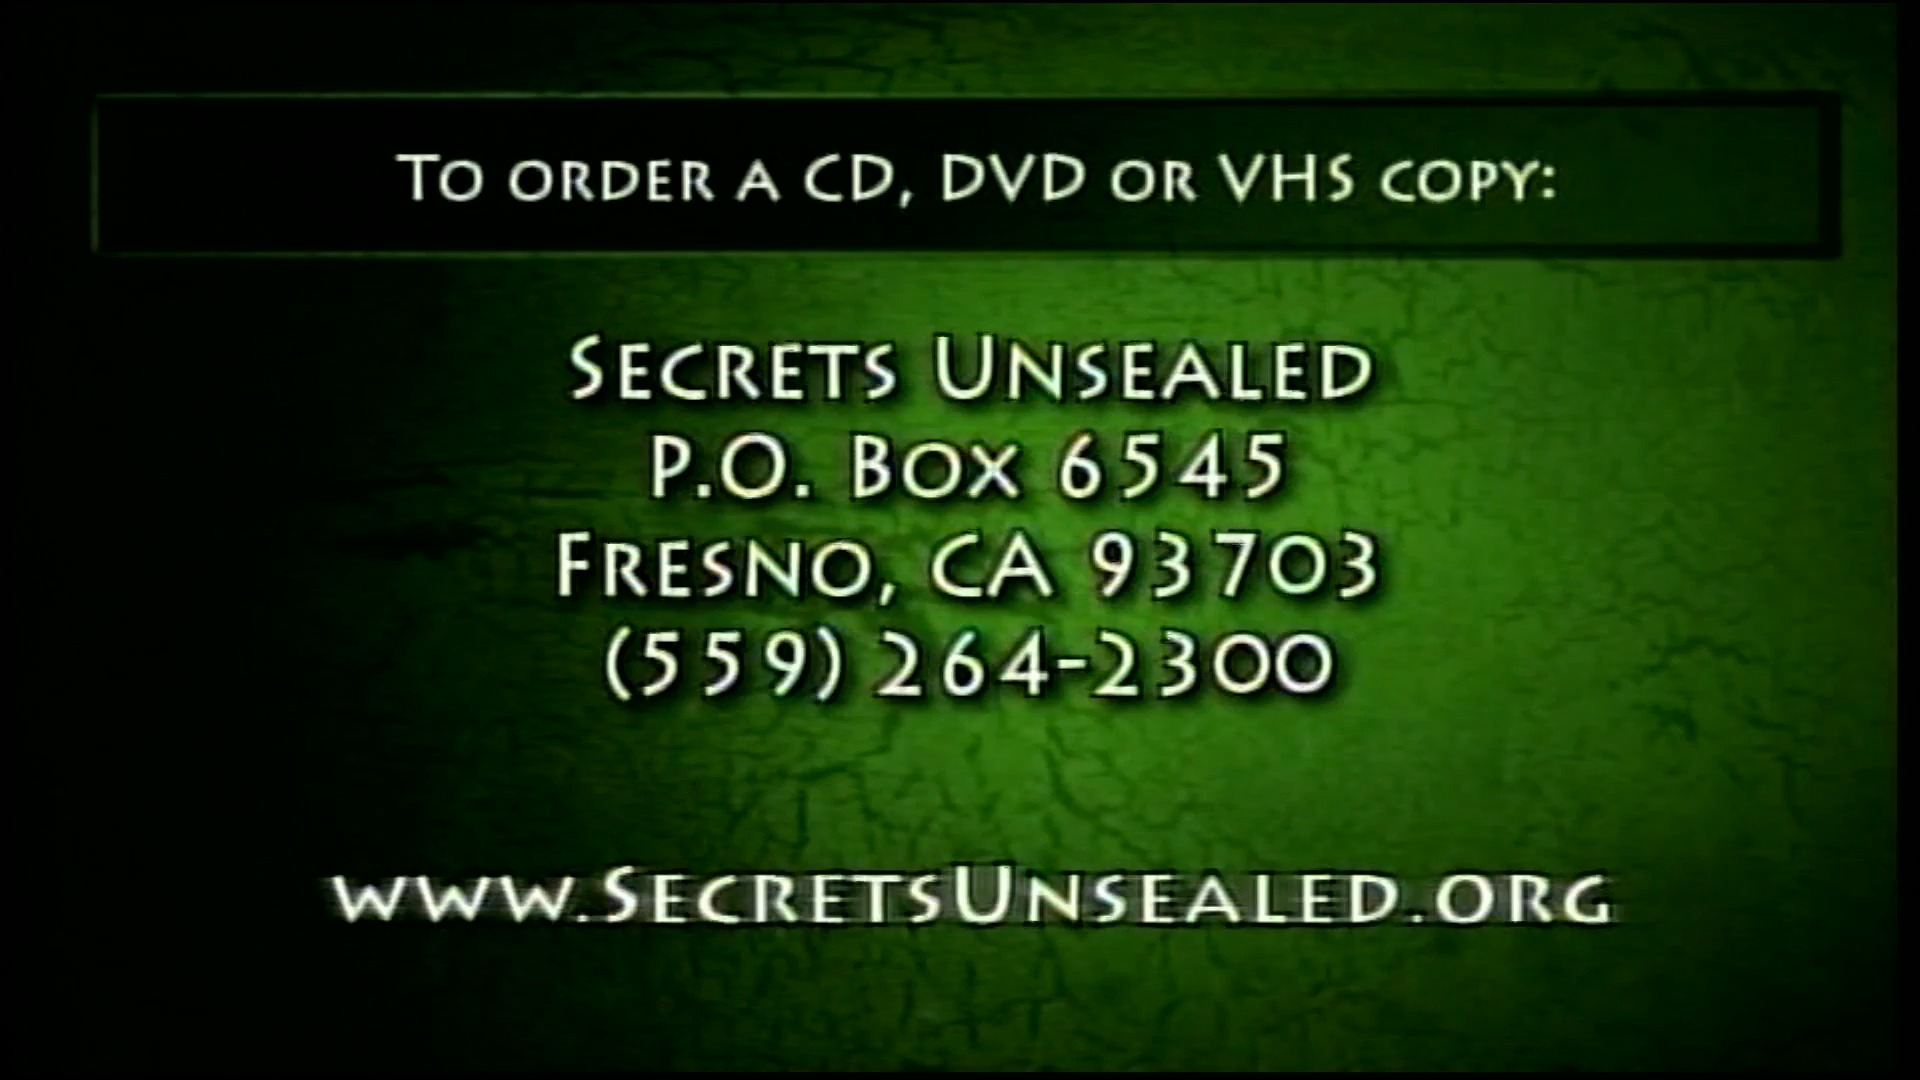 To order a CD, DVD or VHS copy:
Secrets Unsealed
P.O. Box 6545
Fresno, CA 93703
(559) 264-2300
www.SecretsUnsealed.org